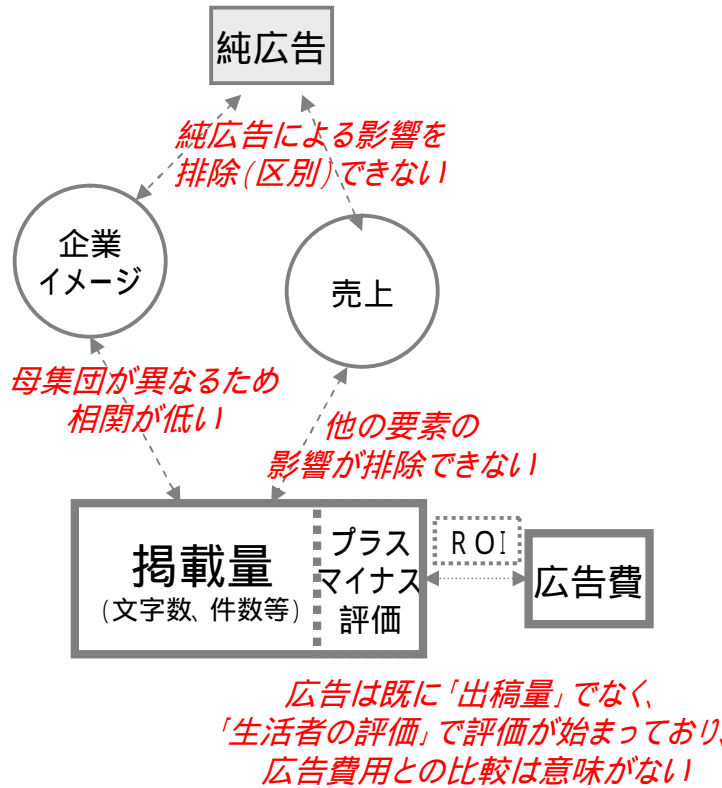 純広告
純広告による影響を
排除(区別)できない
企業
イメージ
売上
母集団が異なるため
相関が低い
他の要素の
影響が排除できない
掲載量
(文字数、件数等)
プラス
マイナス
評価
ROI
広告費
広告は既に「出稿量」でなく、
「生活者の評価」で評価が始まっており、
広告費用との比較は意味がない